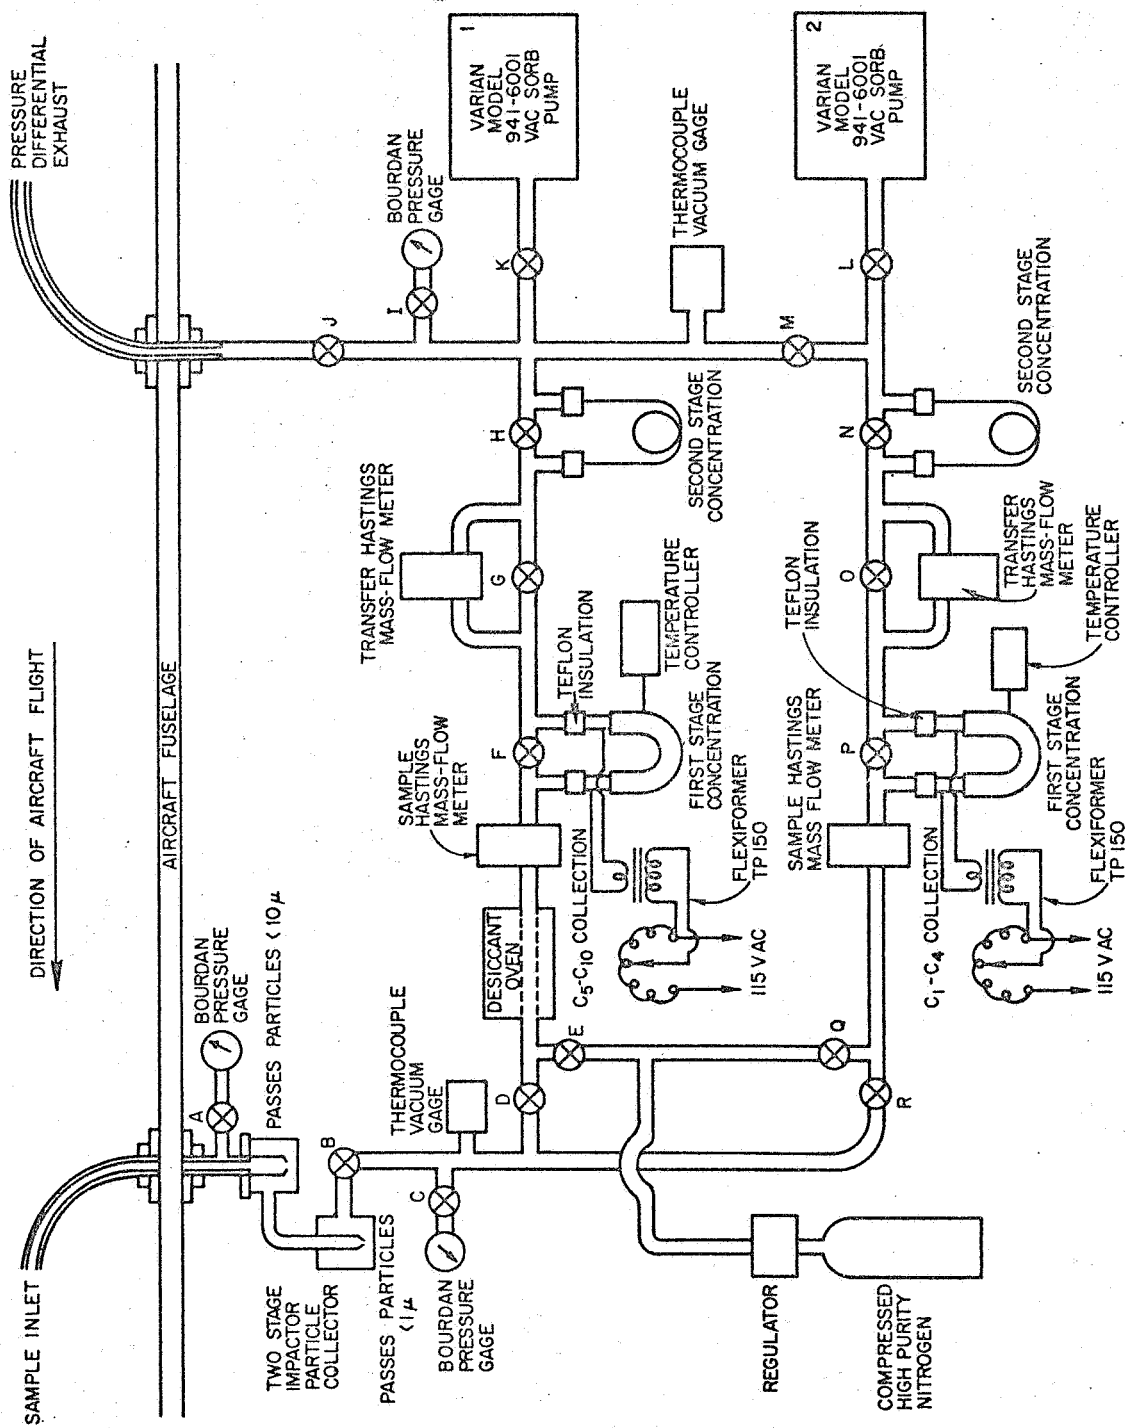 SAMPLE INLET
DIRECTION OF AIRCRAFT FLIGHT
PRESSURE
DIFFERENTIAL
EXHAUST
AIRCRAFT FUSELAGE
A
BOURDAN
PRESSURE
GAGE
PASSES PARTICLES <10μ
TWO STAGE
IMPACTOR
PARTICLE
COLLECTOR
B
PASSES PARTICLES
<1μ
C
BOURDAN
PRESSURE
GAGE
THERMOCOUPLE
VACUUM
GAGE
D
E
DESICCANT
OVEN
SAMPLE
HASTINGS
MASS-FLOW
METER
F
TRANSFER HASTINGS
MASS-FLOW METER
G
H
J
I
BOURDAN
PRESSURE
GAGE
K
1
VARIAN
MODEL
941-6001
VAC SORB
PUMP
C5-C10 COLLECTION
TEFLON
INSULATION
TEMPERATURE
CONTROLLER
FIRST STAGE
CONCENTRATION
FLEXIFORMER
TP 150
115 VAC
SECOND STAGE
CONCENTRATION
THERMOCOUPLE
VACUUM GAGE
M
REGULATOR
COMPRESSED
HIGH PURITY
NITROGEN
Q
R
SAMPLE HASTINGS
MASS FLOW METER
P
TEFLON
INSULATION
O
N
L
2
VARIAN
MODEL
941-6001
VAC SORB.
PUMP
C1-C4 COLLECTION
FIRST STAGE
CONCENTRATION
FLEXIFORMER
TP 150
115 VAC
TRANSFER
HASTINGS
MASS-FLOW
METER
TEMPERATURE
CONTROLLER
SECOND STAGE
CONCENTRATION